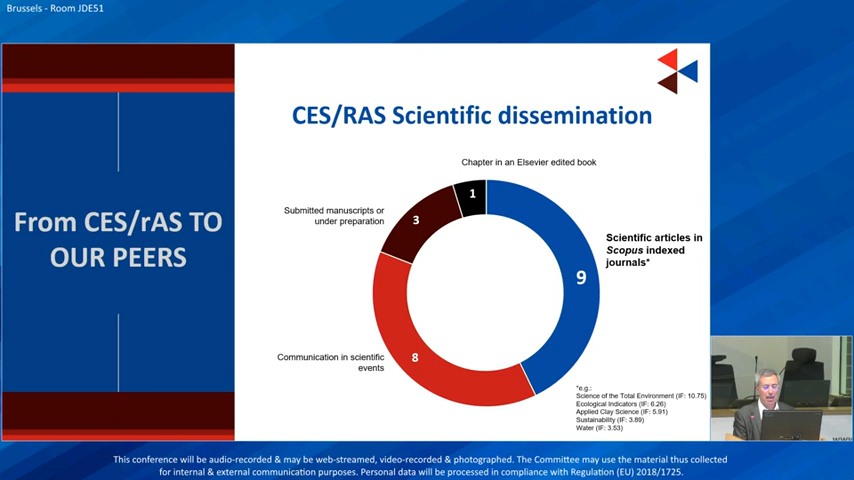 Brussels - Room JDE51
From CES/rAS TO
OUR PEERS
CES/RAS Scientific dissemination
Chapter in an Elsevier edited book
1
Submitted manuscripts or
under preparation
3
Scientific articles in
Scopus indexed
journals*
9
Communication in scientific
events
8
*e.g.:
Science of the Total Environment (IF: 10.75)
Ecological Indicators (IF: 6.26)
Applied Clay Science (IF: 5.91)
Sustainability (IF: 3.89)
Water (IF: 3.53)
This conference will be audio-recorded & may be web-streamed, video-recorded & photographed. The Committee may use the material thus collected
for internal & external communication purposes. Personal data will be processed in compliance with Regulation (EU) 2018/1725.